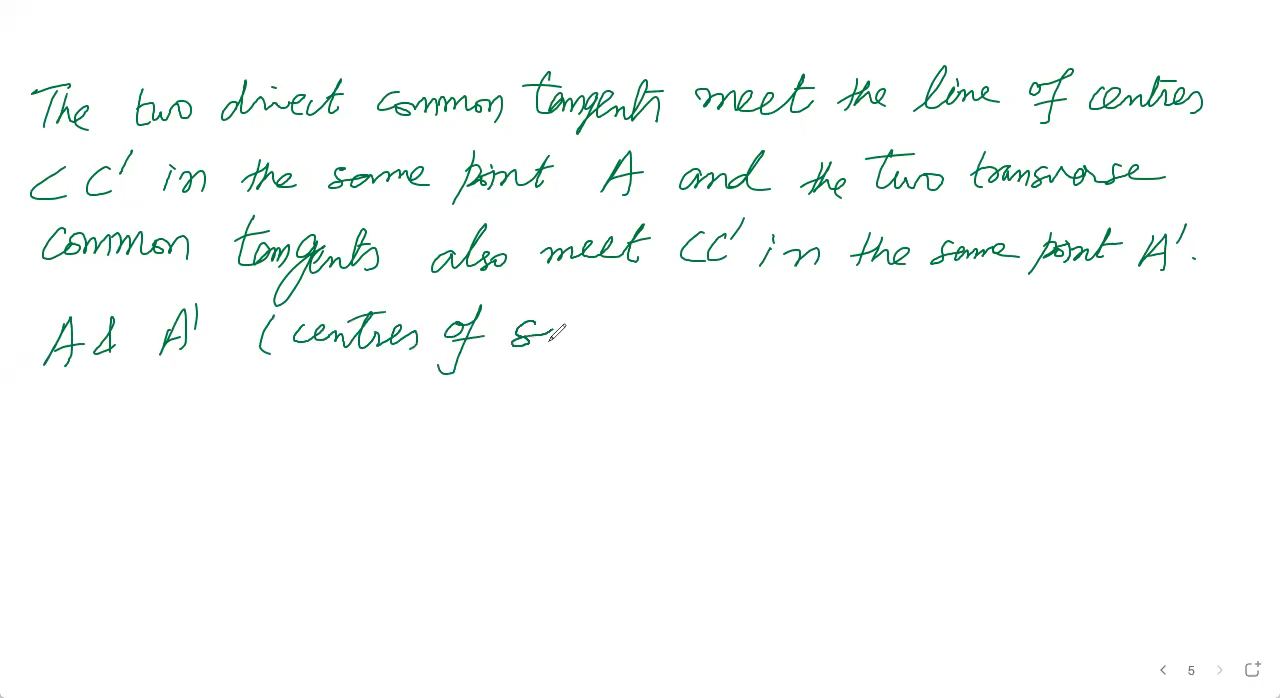 The two direct common tangents meet the line of centres
CC' in the same point A and the two transverse
common tangents also meet CC' in the same point A'.
A & A' (centres of s
5